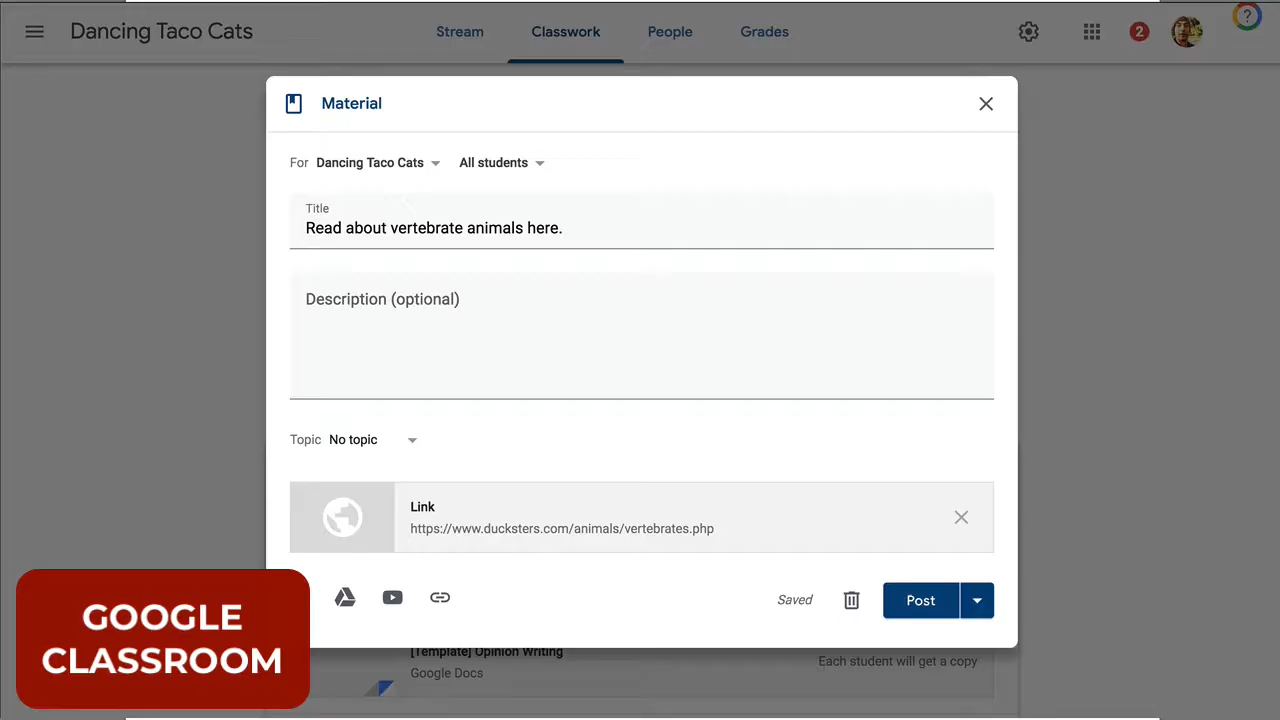 Dancing Taco Cats
Stream
Classwork
People
Grades
2
?
Material
For Dancing Taco Cats
All students
Title
Read about vertebrate animals here.
Description (optional)
Topic No topic
Link
https://www.ducksters.com/animals/vertebrates.php
Saved
Post
GOOGLE
CLASSROOM
[Template] Opinion Writing
Google Docs
Each student will get a copy